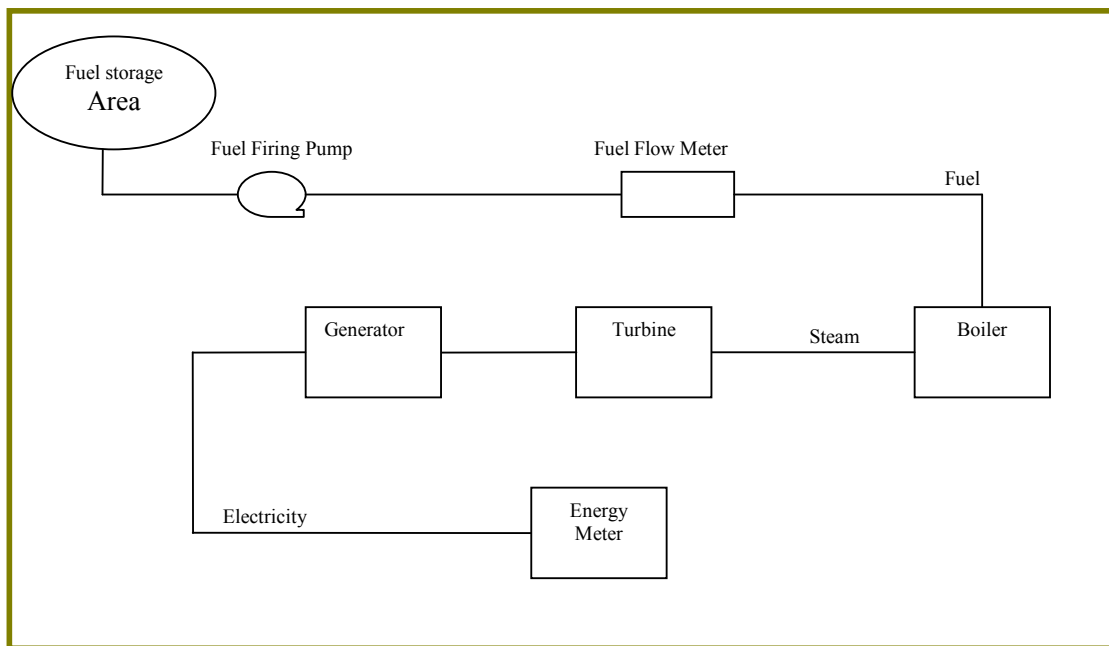 Fuel storage
Area
Fuel Firing Pump
Fuel Flow Meter
Fuel
Generator
Turbine
Steam
Boiler
Electricity
Energy
Meter